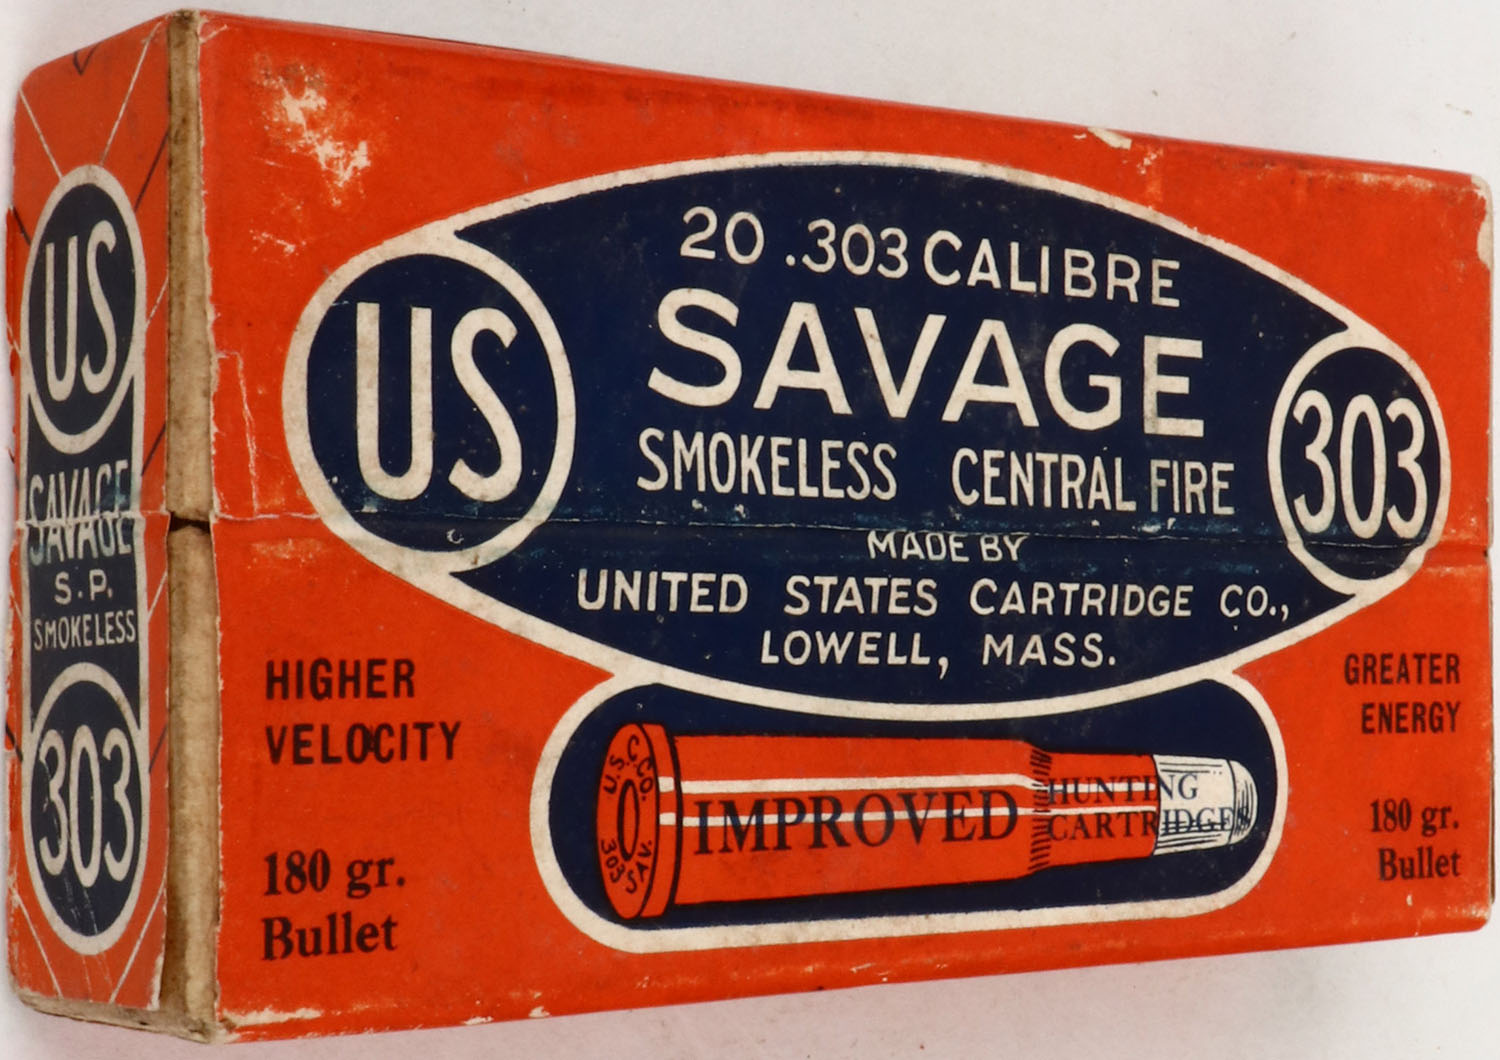 US
SAVAGE
S.P.
SMOKELESS
303
20 .303 CALIBRE
SAVAGE
SMOKELESS CENTRAL FIRE
US
303
MADE BY
UNITED STATES CARTRIDGE CO.,
LOWELL, MASS.
HIGHER
VELOCITY
180 gr.
Bullet
U.S.C.CO.
303 SAV.
IMPROVED
HUNTING
CARTRIDGES
GREATER
ENERGY
180 gr.
Bullet